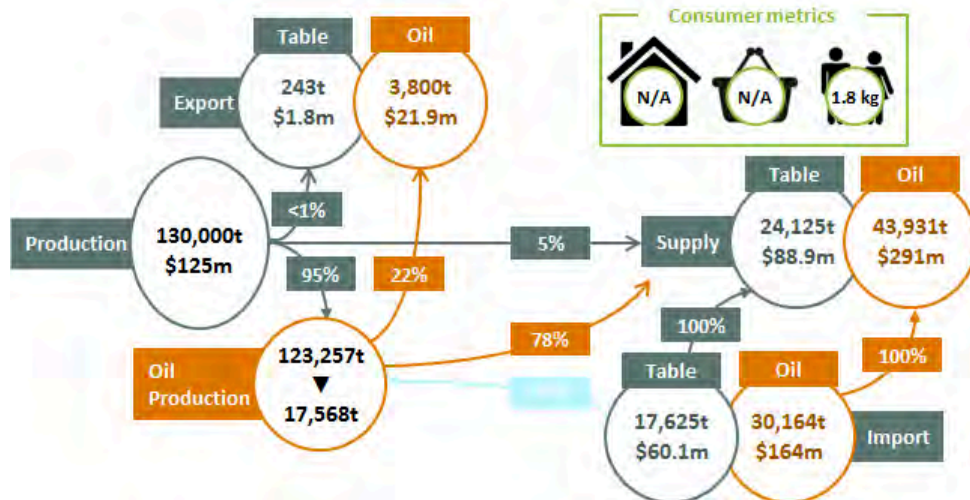 Consumer metrics
N/A
N/A
1.8 kg
Table
Oil
Export
243t
$1.8m
3,800t
$21.9m
Production
130,000t
$125m
<1%
95%
22%
5%
Supply
Table
Oil
24,125t
$88.9m
43,931t
$291m
Oil
Production
123,257t
▼
17,568t
78%
100%
100%
Table
Oil
17,625t
$60.1m
30,164t
$164m
Import